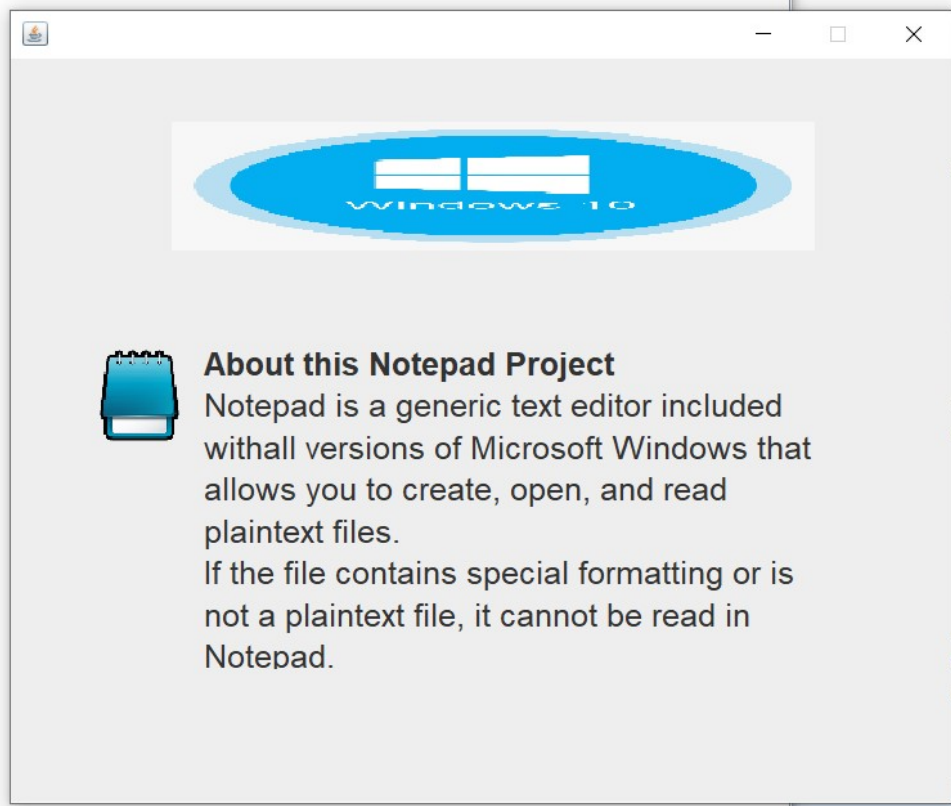 Windows 10
About this Notepad Project
Notepad is a generic text editor included
withall versions of Microsoft Windows that
allows you to create, open, and read
plaintext files.
If the file contains special formatting or is
not a plaintext file, it cannot be read in
Notepad.